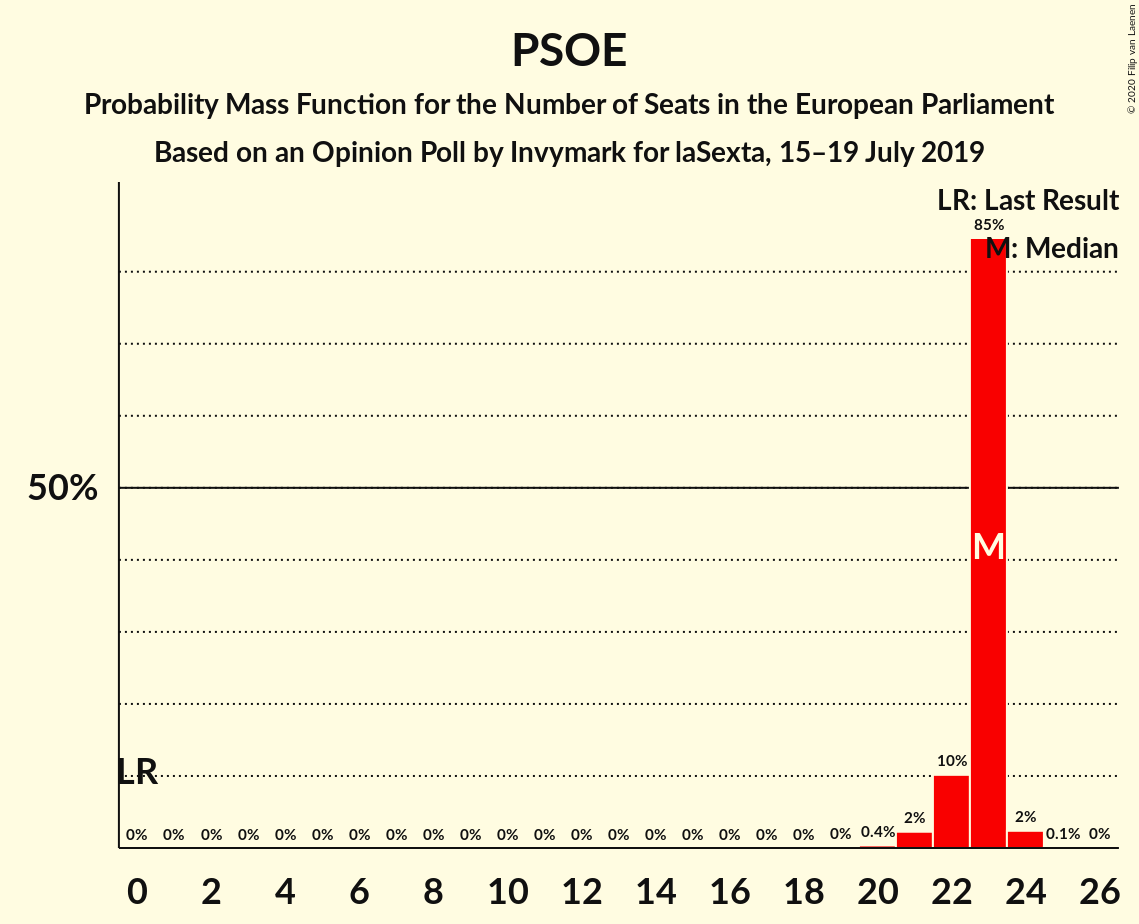 PSOE
Probability Mass Function for the Number of Seats in the European Parliament
Based on an Opinion Poll by Invymark for laSexta, 15–19 July 2019
© 2020 Filip van Laenen
LR: Last Result
85%
M: Median
50%
M
LR
10%
0% 0% 0% 0% 0% 0% 0% 0% 0% 0% 0% 0% 0% 0% 0% 0% 0% 0% 0% 0% 0.4% 2% 2% 0.1% 0%
0 2 4 6 8 10 12 14 16 18 20 22 24 26